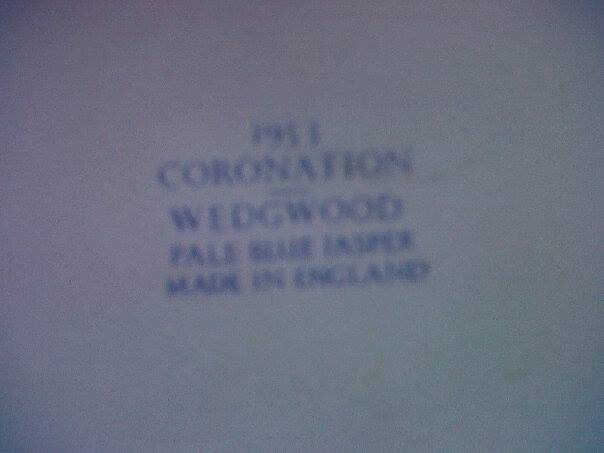 1953
CORONATION
WEDGWOOD
PALE BLUE JASPER
MADE IN ENGLAND